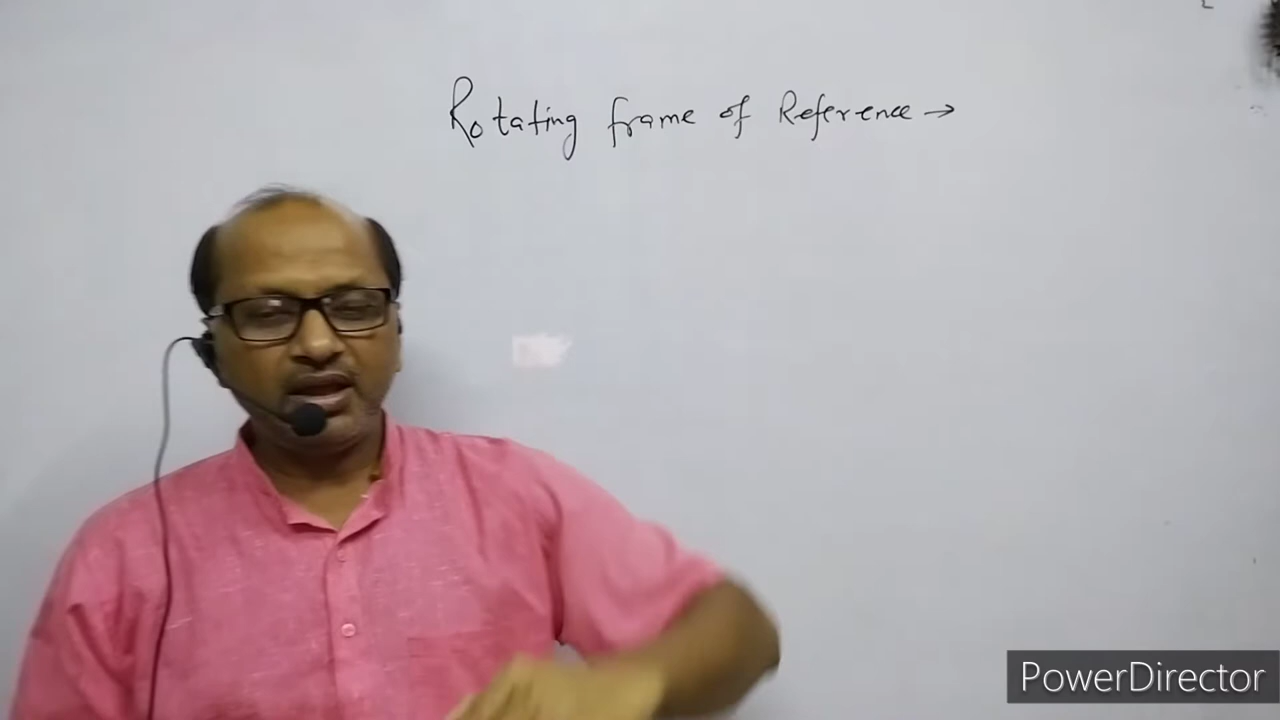 Rotating frame of Reference →
PowerDirector